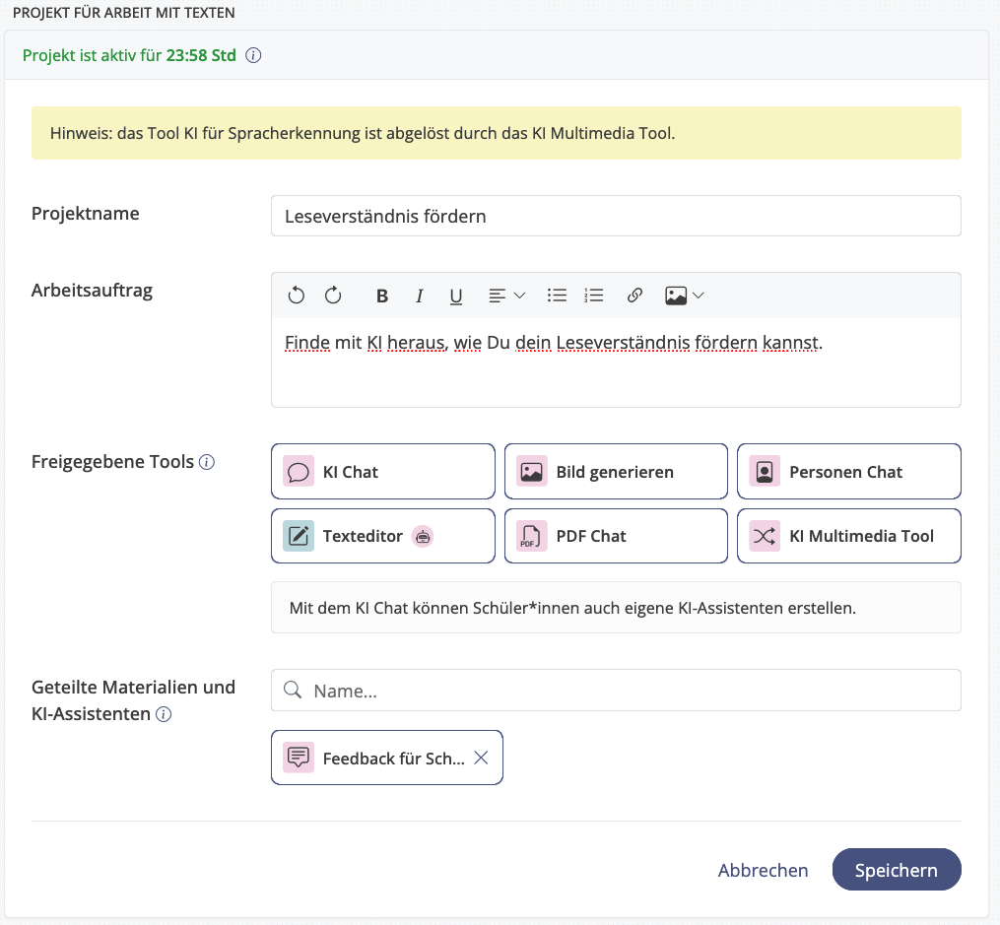 PROJEKT FÜR ARBEIT MIT TEXTEN
Projekt ist aktiv für 23:58 Std
Hinweis: das Tool KI für Spracherkennung ist abgelöst durch das KI Multimedia Tool.
Projektname
Leseverständnis fördern
Arbeitsauftrag
B I U
Finde mit KI heraus, wie Du dein Leseverständnis fördern kannst.
Freigegebene Tools
KI Chat
Bild generieren
Personen Chat
Texteditor
PDF
PDF Chat
KI Multimedia Tool
Mit dem KI Chat können Schüler*innen auch eigene KI-Assistenten erstellen.
Geteilte Materialien und
KI-Assistenten
Name...
Feedback für Sch...
Abbrechen
Speichern